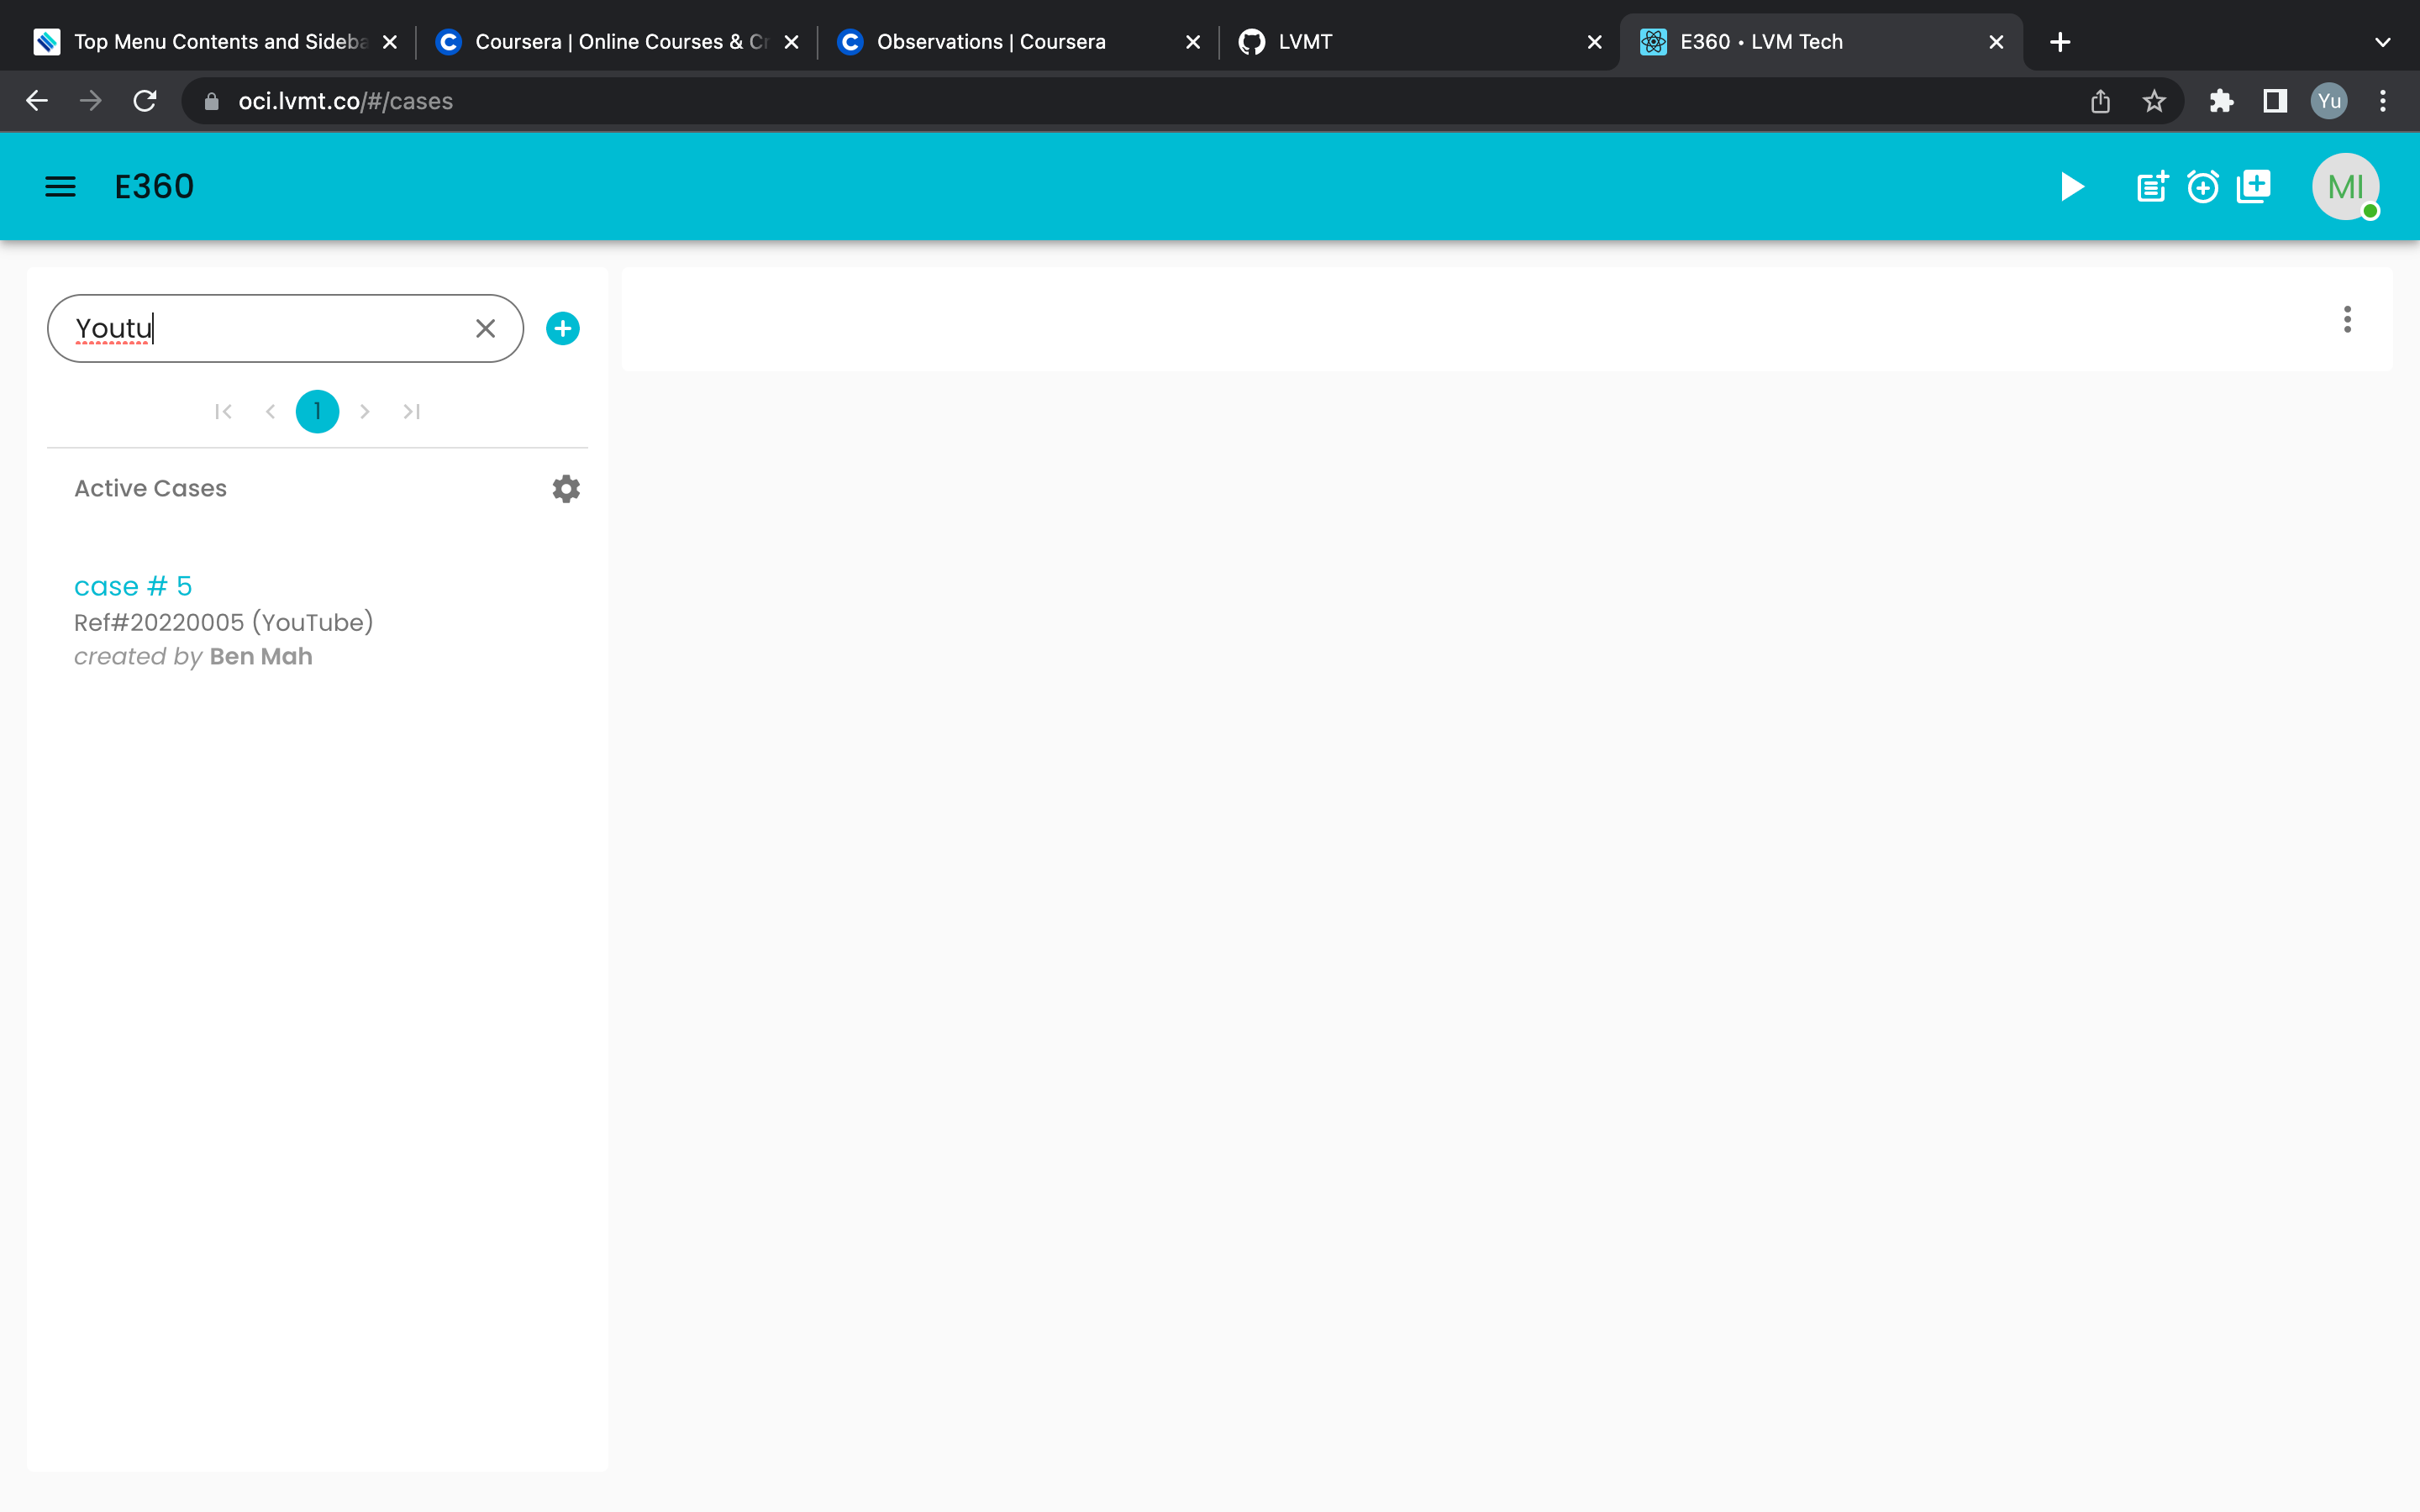 Top Menu Contents and Sideba
Coursera | Online Courses & Cr
Observations | Coursera
LVMT
E360 • LVM Tech
oci.lvmt.co/#/cases
Yu
E360
MI
Youtu
1
Active Cases
case # 5
Ref#20220005 (YouTube)
created by Ben Mah